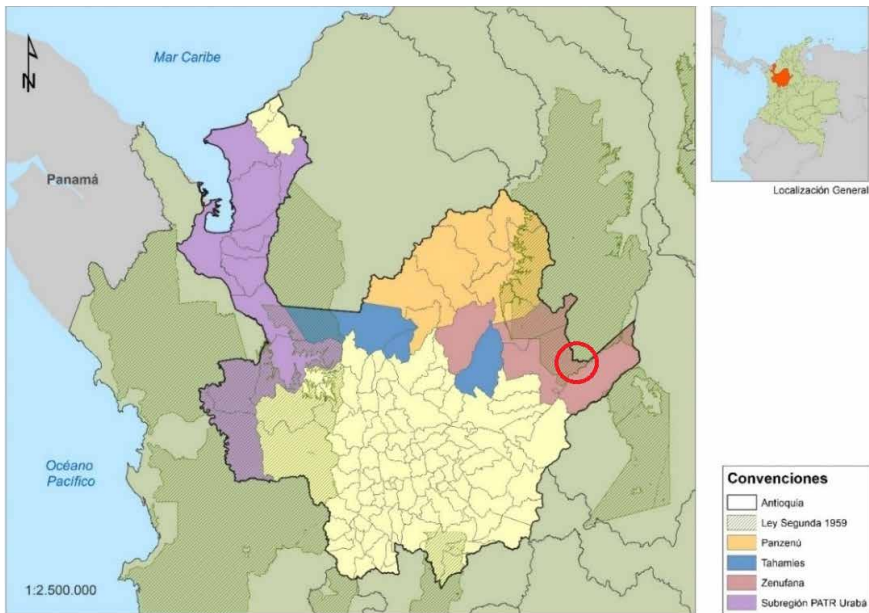 Mar Caribe
N
Panamá
Localización General
Océano
Pacífico
1:2.500.000
Convenciones
Antioquía
Ley Segunda 1959
Panzenú
Tahamies
Zenufana
Subregión PATR Urabá